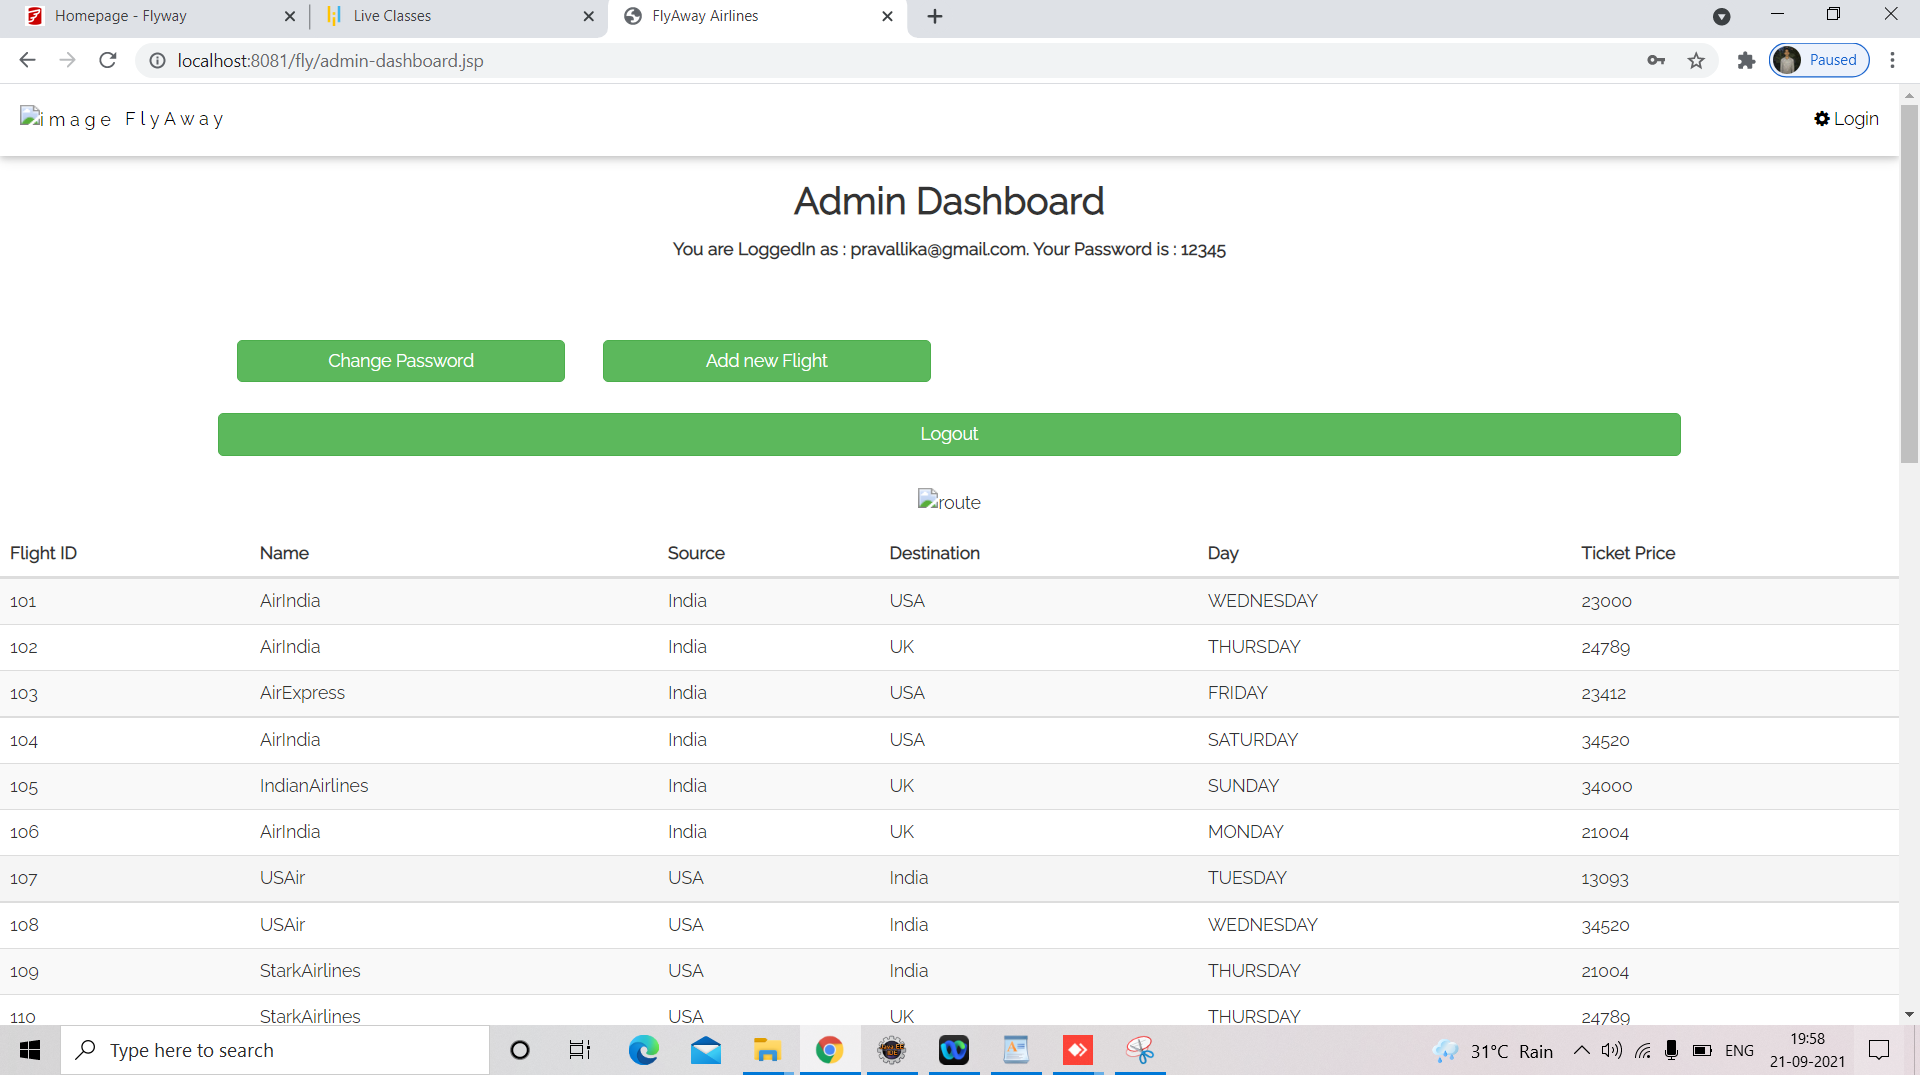 Homepage - Flyway
Live Classes
FlyAway Airlines
localhost:8081/fly/admin-dashboard.jsp
Paused
image FlyAway
Login
Admin Dashboard
You are LoggedIn as : pravallika@gmail.com. Your Password is : 12345
Change Password Add new Flight
Logout
route
Flight ID Name Source Destination Day Ticket Price
101 AirIndia India USA WEDNESDAY 23000
102 AirIndia India UK THURSDAY 24789
103 AirExpress India USA FRIDAY 23412
104 AirIndia India USA SATURDAY 34520
105 IndianAirlines India UK SUNDAY 34000
106 AirIndia India UK MONDAY 21004
107 USAir USA India TUESDAY 13093
108 USAir USA India WEDNESDAY 34520
109 StarkAirlines USA India THURSDAY 21004
110 StarkAirlines USA UK THURSDAY 24789
Type here to search
31°C Rain
ENG
19:58
21-09-2021